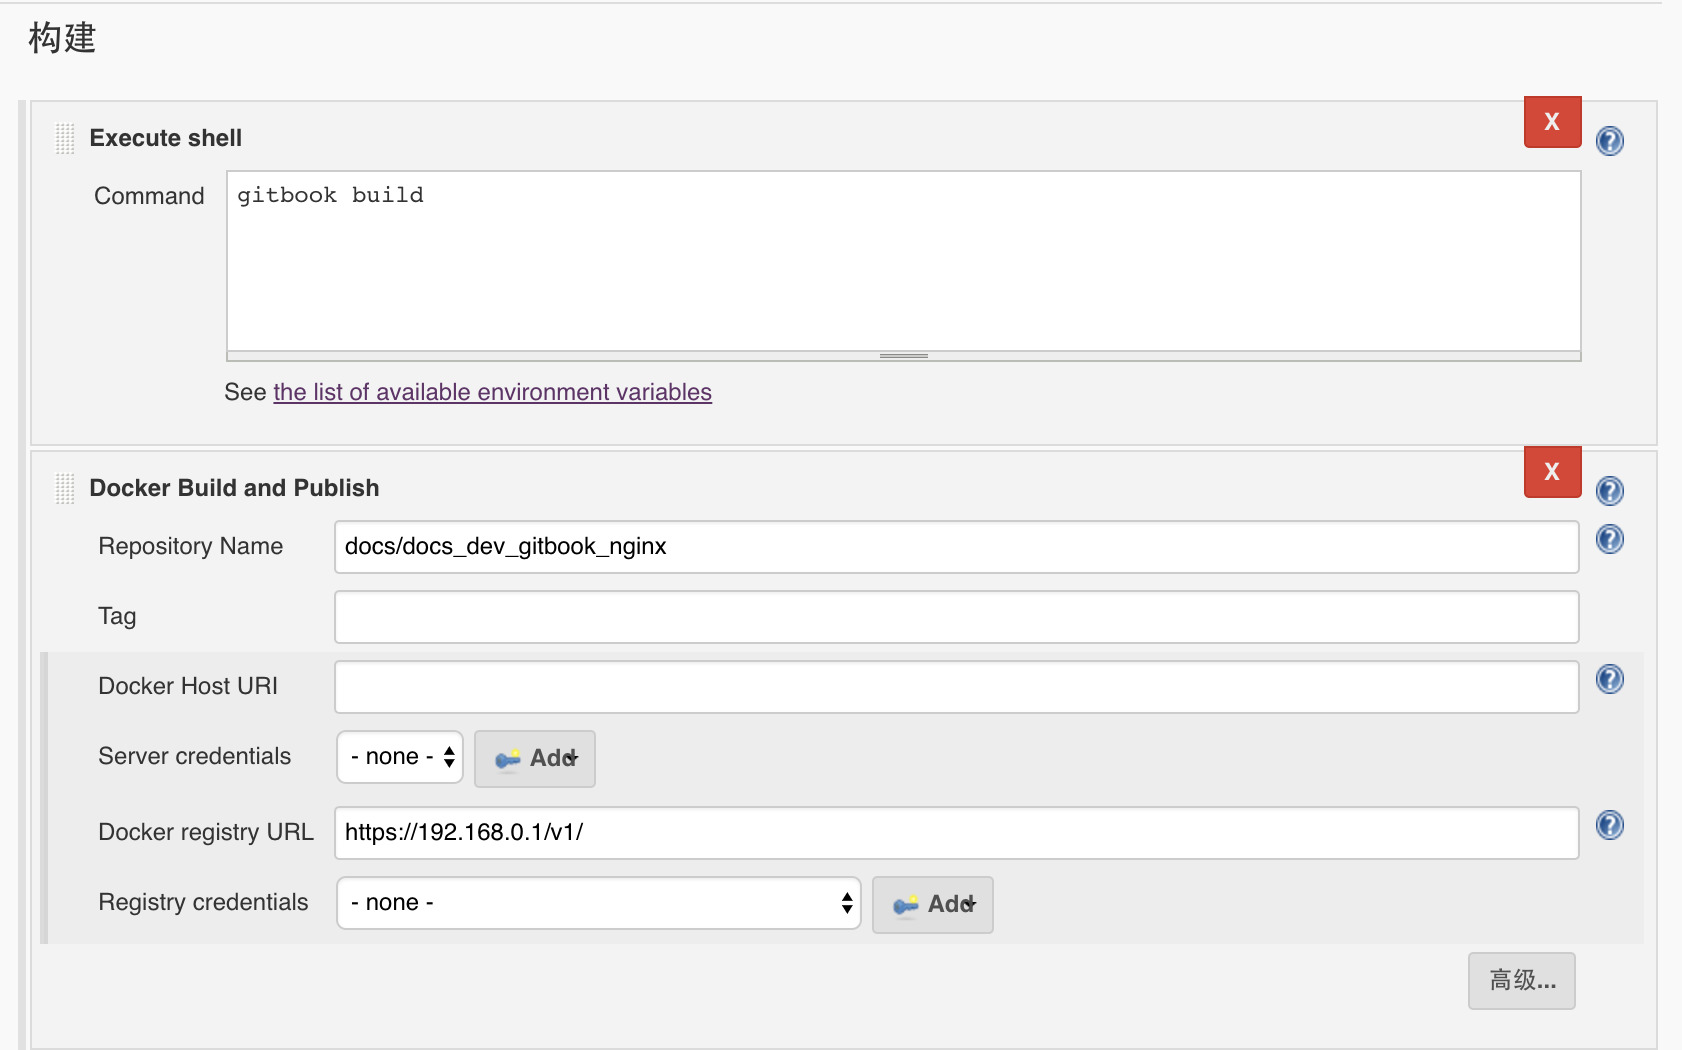 构建
Execute shell
X
Command
gitbook build
See the list of available environment variables
Docker Build and Publish
X
Repository Name
docs/docs_dev_gitbook_nginx
Tag
Docker Host URI
Server credentials
- none -
Add
Docker registry URL
https://192.168.0.1/v1/
Registry credentials
- none -
Add
高级...